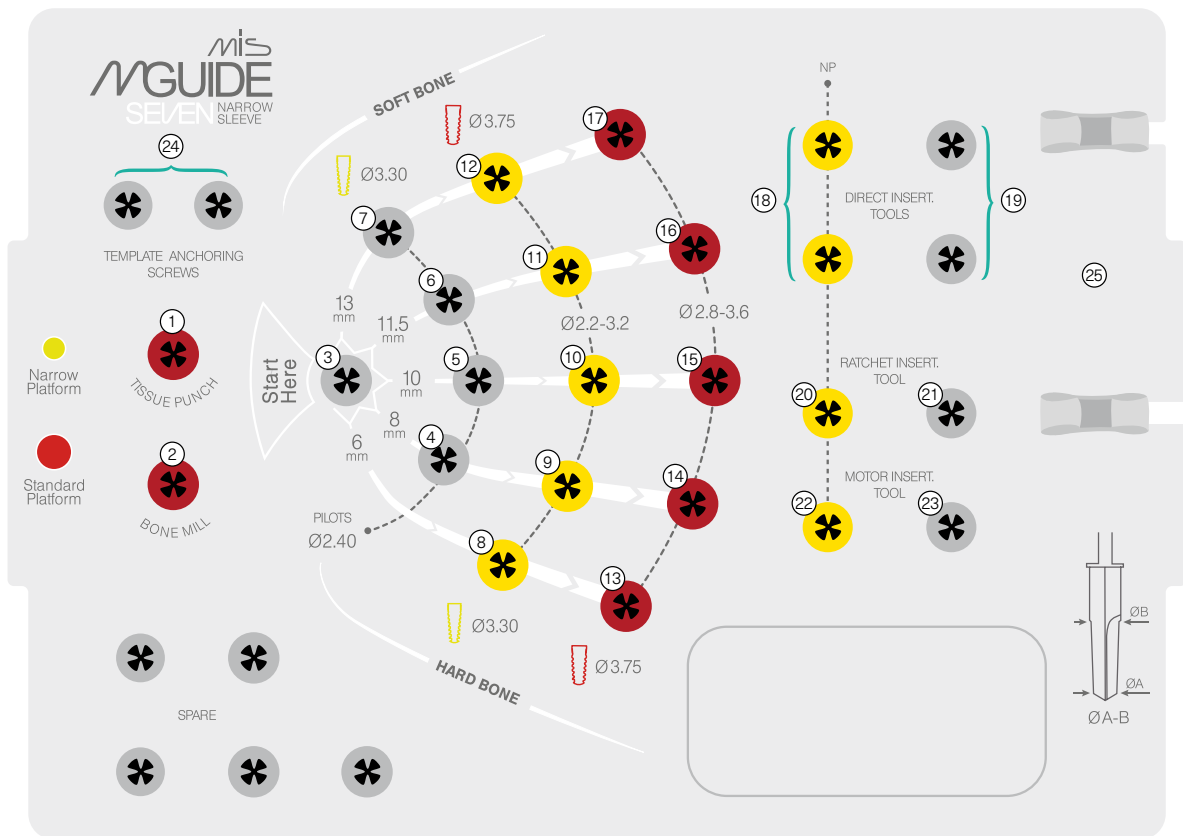 mis
MGUIDE
SEVEN NARROW
SLEEVE
24
TEMPLATE ANCHORING
SCREWS
1
TISSUE PUNCH
2
BONE MILL
Narrow
Platform
Standard
Platform
Start
Here
SOFT BONE
Ø3.75
Ø3.30
17
12
7
16
11
6
13
mm
11.5
mm
Ø2.2-3.2
Ø2.8-3.6
3
5
10
15
10
mm
8
mm
6
mm
4
9
14
PILOTS
Ø2.40
8
13
Ø3.30
Ø3.75
HARD BONE
NP
18
DIRECT INSERT.
TOOLS
19
25
RATCHET INSERT.
TOOL
20
21
MOTOR INSERT.
TOOL
22
23
ØB
ØA
ØA-B
SPARE